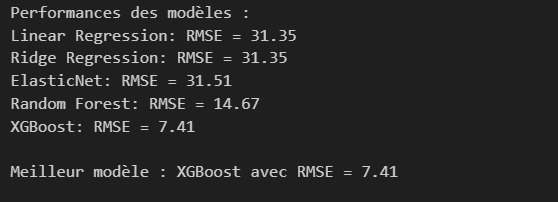 Performances des modèles :
Linear Regression: RMSE = 31.35
Ridge Regression: RMSE = 31.35
ElasticNet: RMSE = 31.51
Random Forest: RMSE = 14.67
XGBoost: RMSE = 7.41
Meilleur modèle : XGBoost avec RMSE = 7.41